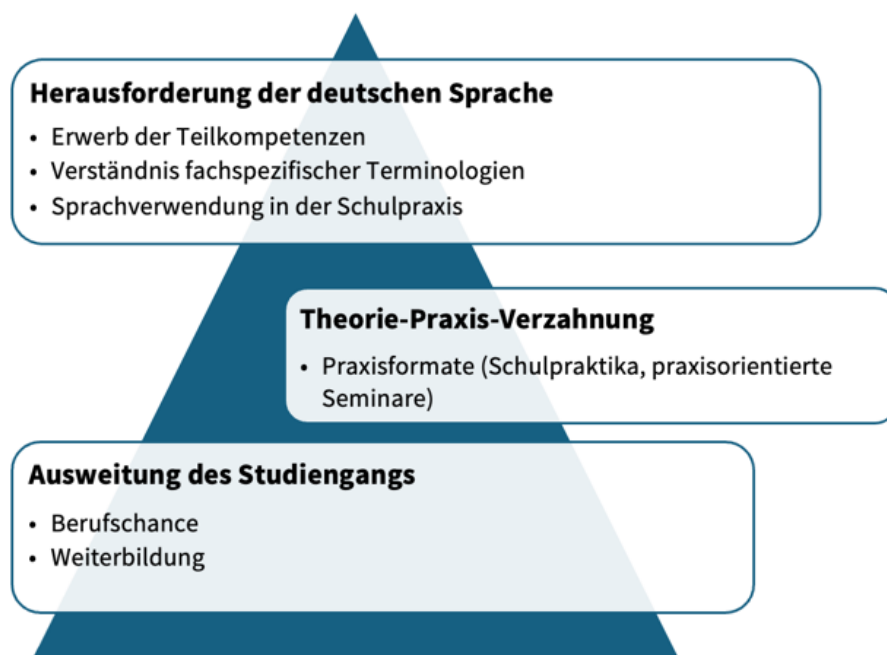 Herausforderung der deutschen Sprache
• Erwerb der Teilkompetenzen
• Verständnis fachspezifischer Terminologien
• Sprachverwendung in der Schulpraxis
Theorie-Praxis-Verzahnung
• Praxisformate (Schulpraktika, praxisorientierte
Seminare)
Ausweitung des Studiengangs
• Berufschance
• Weiterbildung